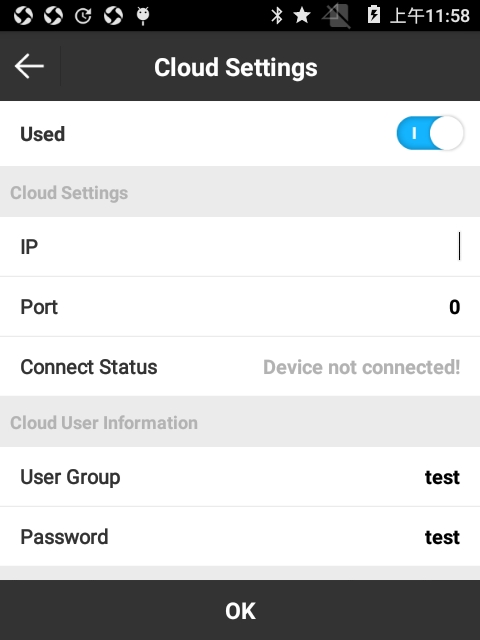 上午11:58
Cloud Settings
Used
Cloud Settings
IP
Port 0
Connect Status Device not connected!
Cloud User Information
User Group test
Password test
OK